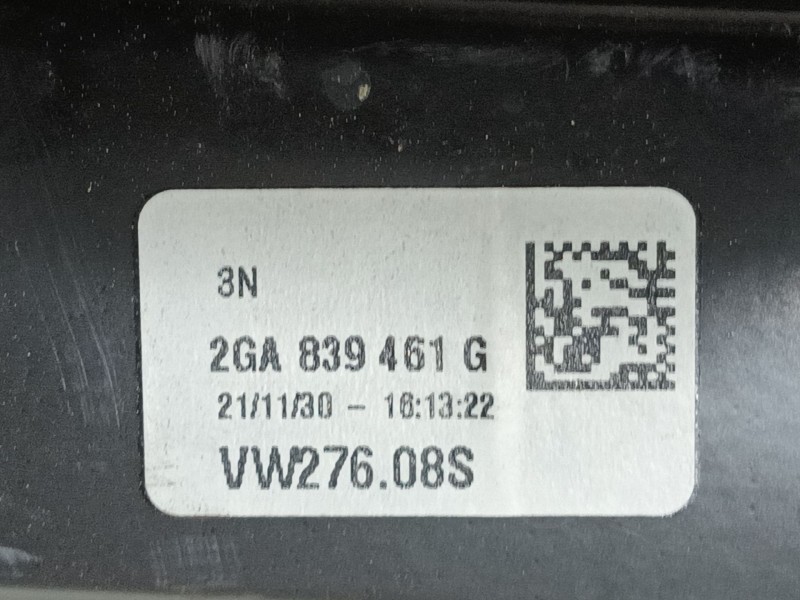 3N
2GA 839 461 G
21/11/30 - 16:13:22
VW276.08S